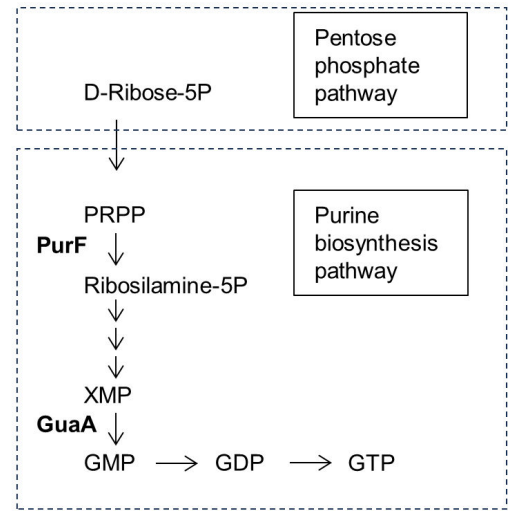 Pentose
phosphate
pathway
D-Ribose-5P
PRPP
PurF
Ribosilamine-5P
Purine
biosynthesis
pathway
XMP
GuaA
GMP
GDP
GTP